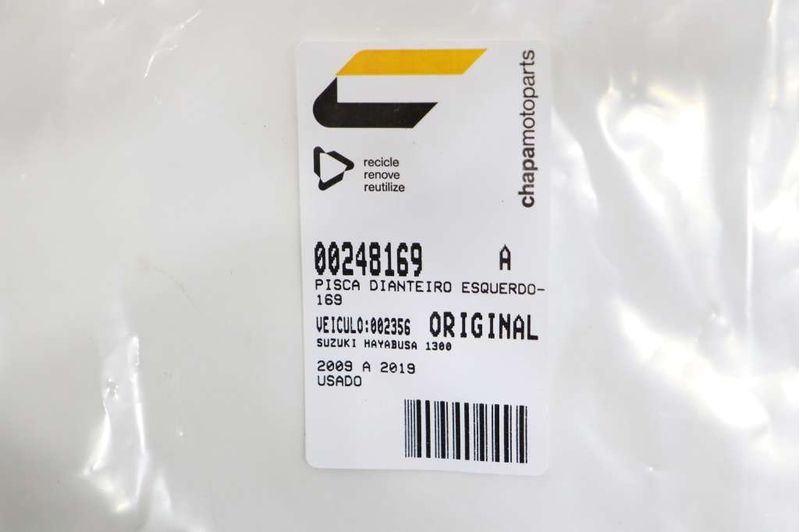 chapamotoparts
recicle
renove
reutilize
00248169 A
PISCA DIANTEIRO ESQUERDO-
169
VEICULO:002356 ORIGINAL
SUZUKI HAYABUSA 1300
2009 A 2019
USADO